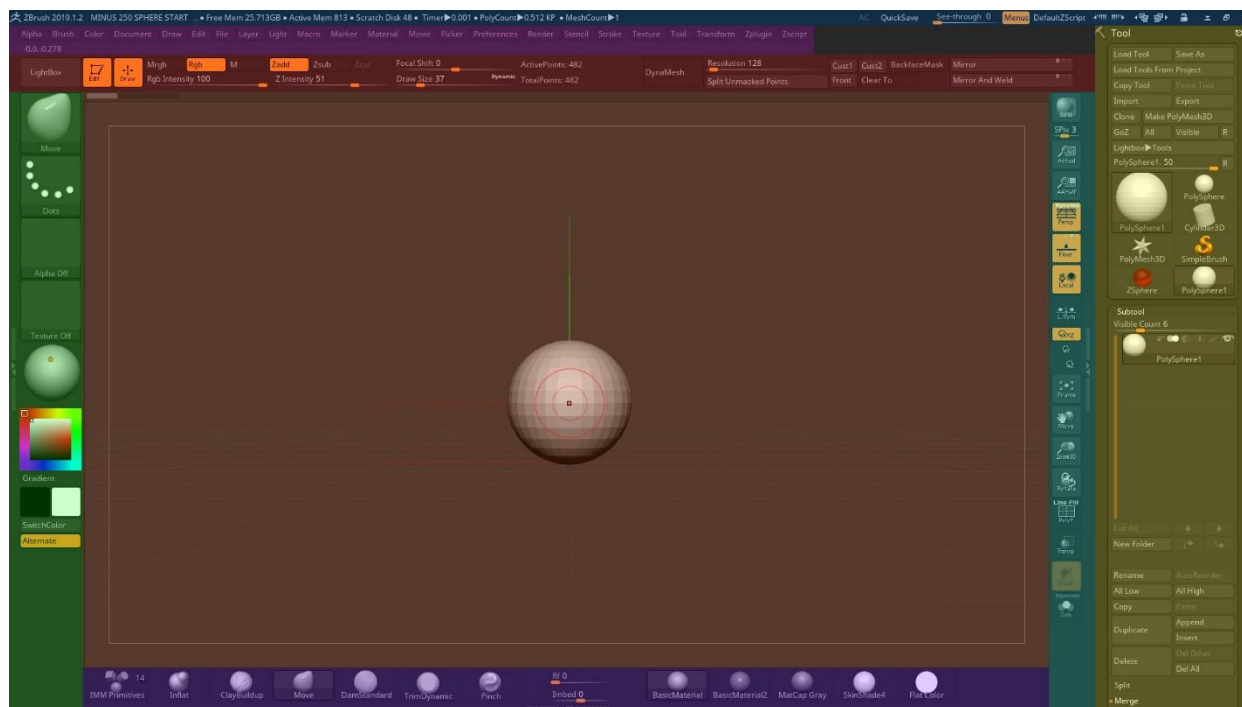 ZBrush 2019.1.2 MINUS 250 SPHERE START .. • Free Mem 25.713GB • Active Mem 813 • Scratch Disk 48 • Timer▶0.001 • PolyCount▶0.512 KP • MeshCount▶1 AC QuickSave See-through 0 Menus DefaultZScript
Alpha Brush Color Document Draw Edit File Layer Light Macro Marker Material Movie Picker Preferences Render Stencil Stroke Texture Tool Transform Zplugin Zscript
-0,0,-0.278
LightBox
Edit
Draw
Mrgb Rgb M
Rgb Intensity 100
Zadd Zsub Zcut
Z Intensity 51
Focal Shift 0
Draw Size 37
Dynamic
ActivePoints: 482
TotalPoints: 482
DynaMesh
Resolution 128
Split Unmasked Points
Cust1 Cust2 BackfaceMask Mirror
Front Clear To Mirror And Weld
Move
Dots
Alpha Off
Texture Off
Gradient
SwitchColor
Alternate
SPix 3
Actual
AAHalf
Persp
Floor
Local
L.Sym
Frame
Move
Zoom3D
Rotate
Line Fill
PolyF
Transp
Dynamic
Solo
Tool
Load Tool Save As
Load Tools From Project
Copy Tool Paste Tool
Import Export
Clone Make PolyMesh3D
GoZ All Visible R
Lightbox▶Tools
PolySphere1. 50 R
PolySphere
PolySphere1 Cylinder3D
PolyMesh3D SimpleBrush
ZSphere PolySphere1
Subtool
Visible Count 6
PolySphere1
List All
New Folder
Rename AutoReorder
All Low All High
Copy Paste
Duplicate
Append
Insert
Delete
Del Other
Del All
Split
Merge
14
IMM Primitives Inflat ClayBuildup Move DamStandard TrimDynamic Pinch
Rf 0
Imbed 0
BasicMaterial BasicMaterial2 MatCap Gray SkinShade4 Flat Color